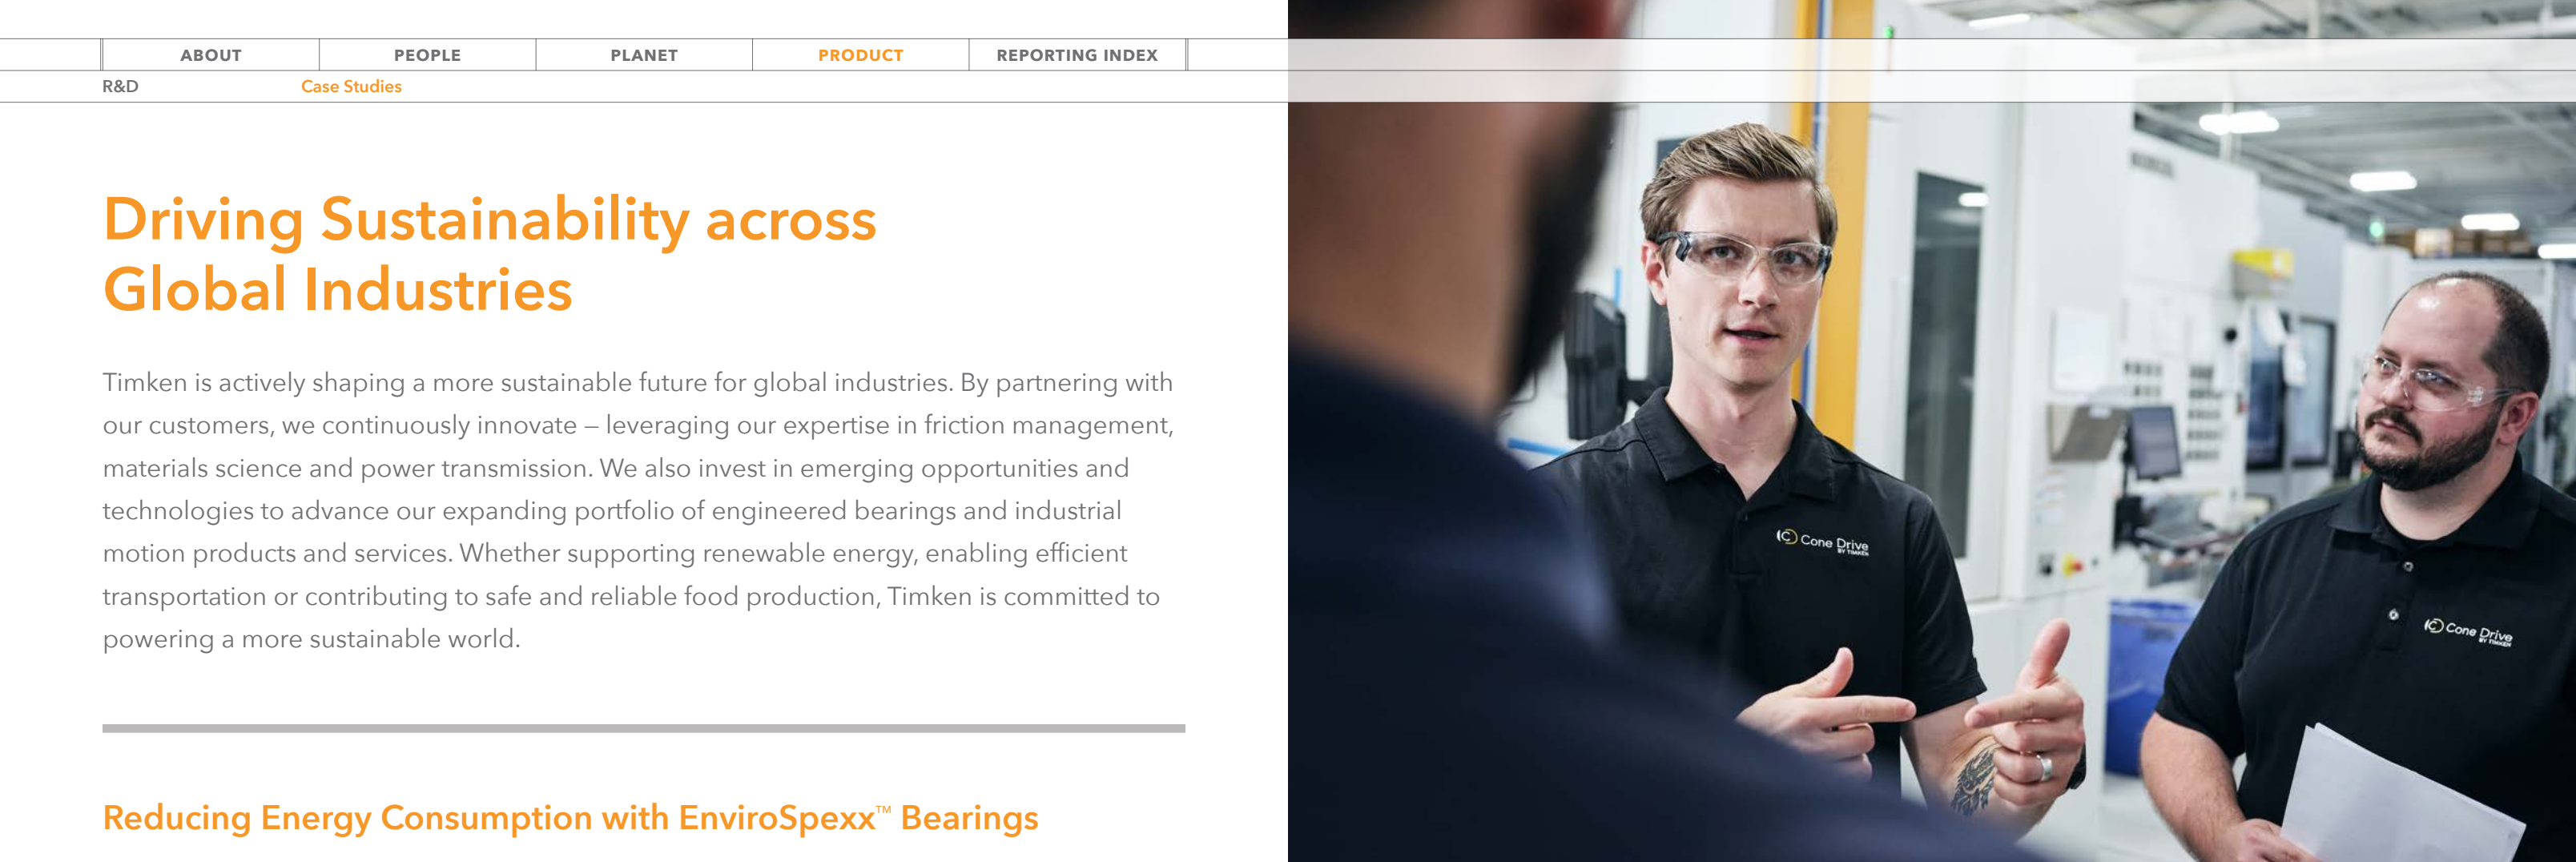 ABOUT PEOPLE PLANET PRODUCT REPORTING INDEX
R&D Case Studies
Driving Sustainability across
Global Industries
Timken is actively shaping a more sustainable future for global industries. By partnering with
our customers, we continuously innovate – leveraging our expertise in friction management,
materials science and power transmission. We also invest in emerging opportunities and
technologies to advance our expanding portfolio of engineered bearings and industrial
motion products and services. Whether supporting renewable energy, enabling efficient
transportation or contributing to safe and reliable food production, Timken is committed to
powering a more sustainable world.
Reducing Energy Consumption with EnviroSpexx™ Bearings
Cone Drive
BY TIMKEN
Cone Drive
BY TIMKEN